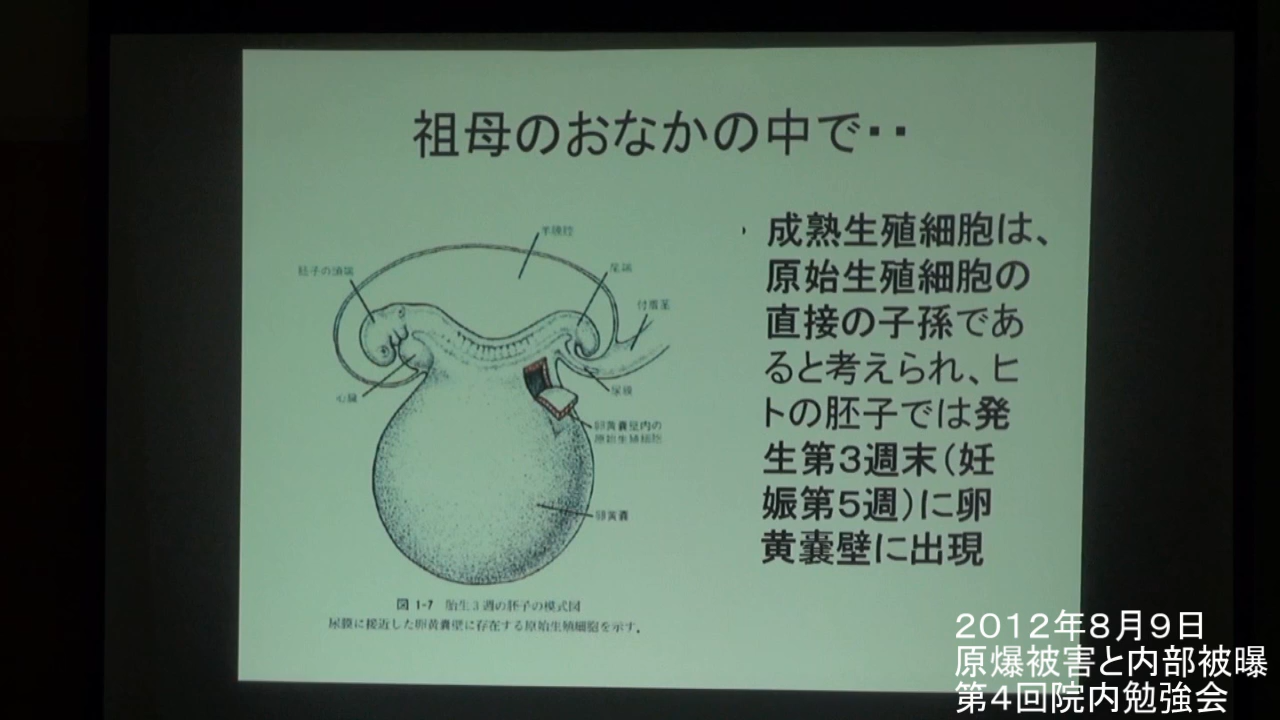 祖母のおなかの中で・・
羊膜腔
胚子の頭端
尾端
付着茎
心臓
尿膜
卵黄嚢壁内の
原始生殖細胞
卵黄嚢
図 1-7 胎生3週の胚子の模式図
尿膜に接近した卵黄嚢壁に存在する原始生殖細胞を示す.
成熟生殖細胞は、
原始生殖細胞の
直接の子孫であ
ると考えられ、ヒ
トの胚子では発
生第3週末(妊
娠第5週)に卵
黄嚢壁に出現
2012年8月9日
原爆被害と内部被曝
第4回院内勉強会